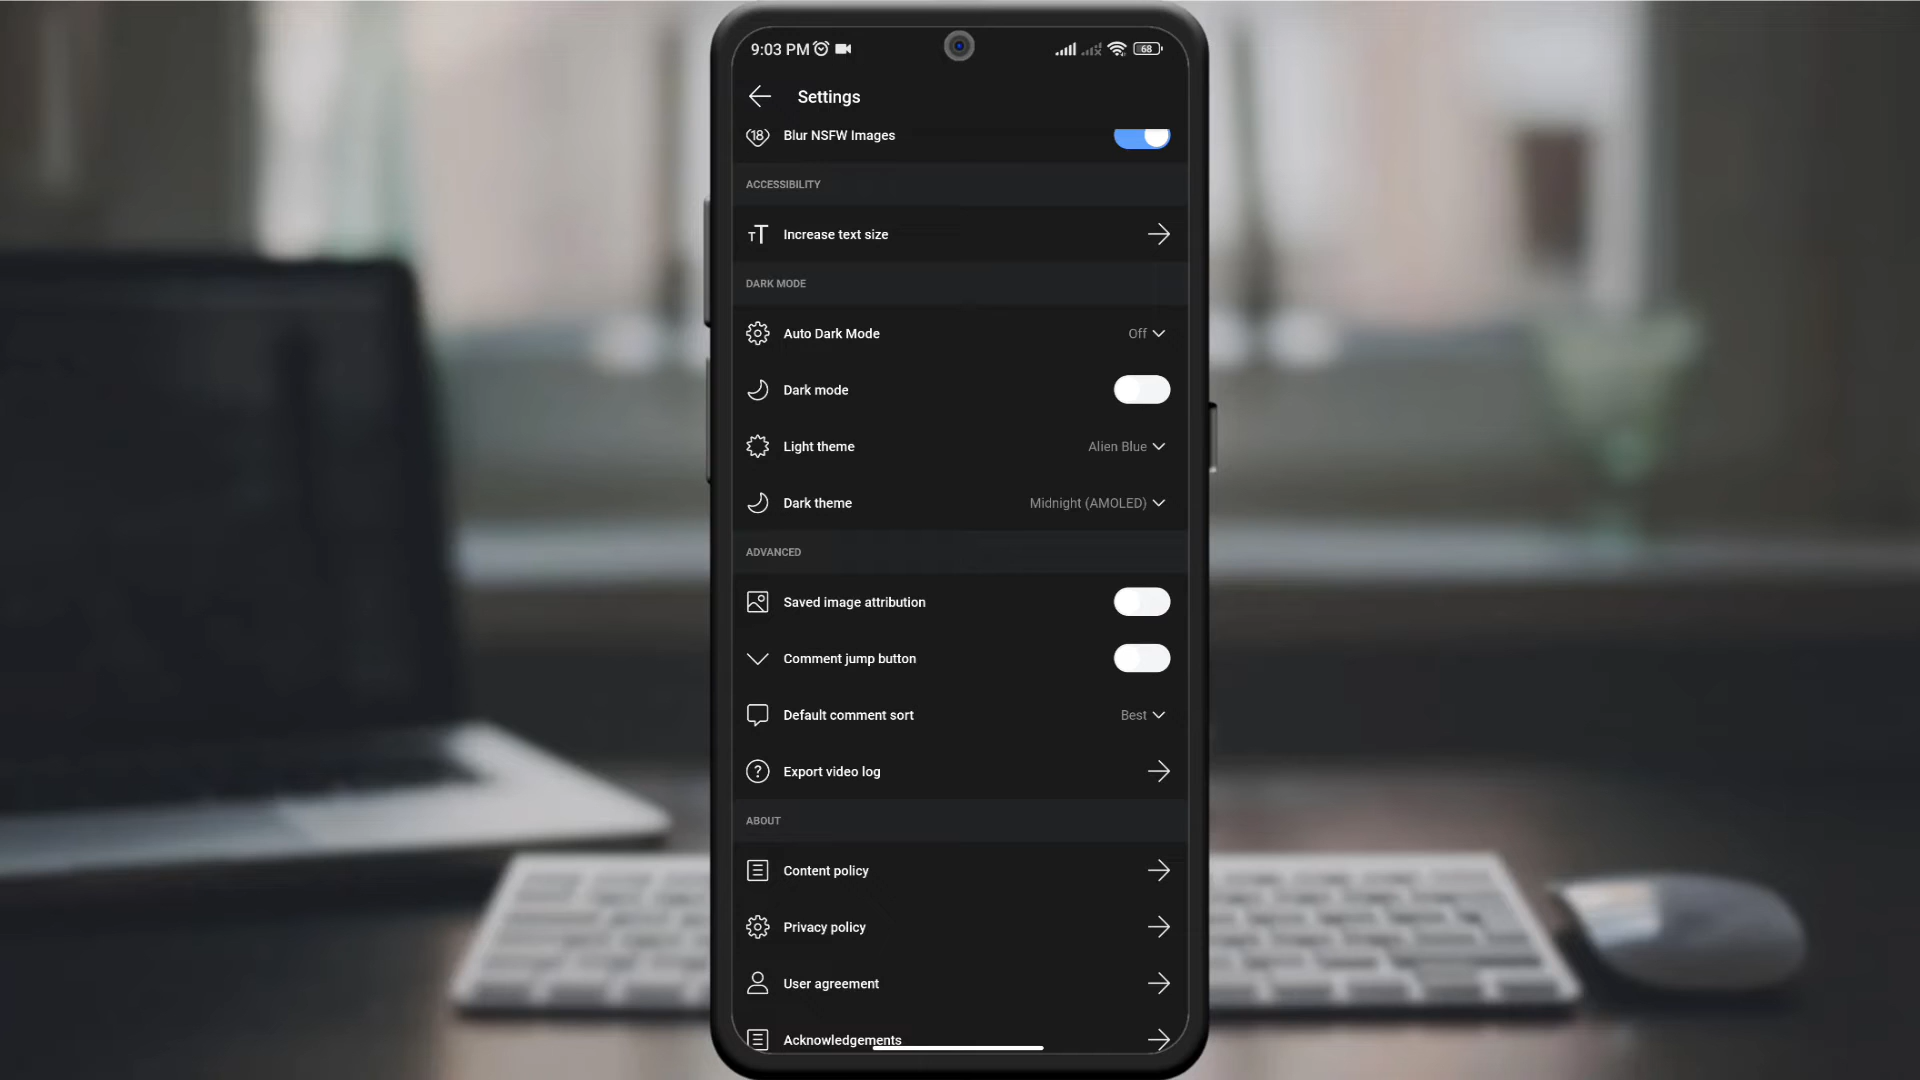 9:03 PM 68
Settings
18 Blur NSFW Images
ACCESSIBILITY
TT Increase text size
DARK MODE
Auto Dark Mode Off
Dark mode
Light theme Alien Blue
Dark theme Midnight (AMOLED)
ADVANCED
Saved image attribution
Comment jump button
Default comment sort Best
? Export video log
ABOUT
Content policy
Privacy policy
User agreement
Acknowledgements